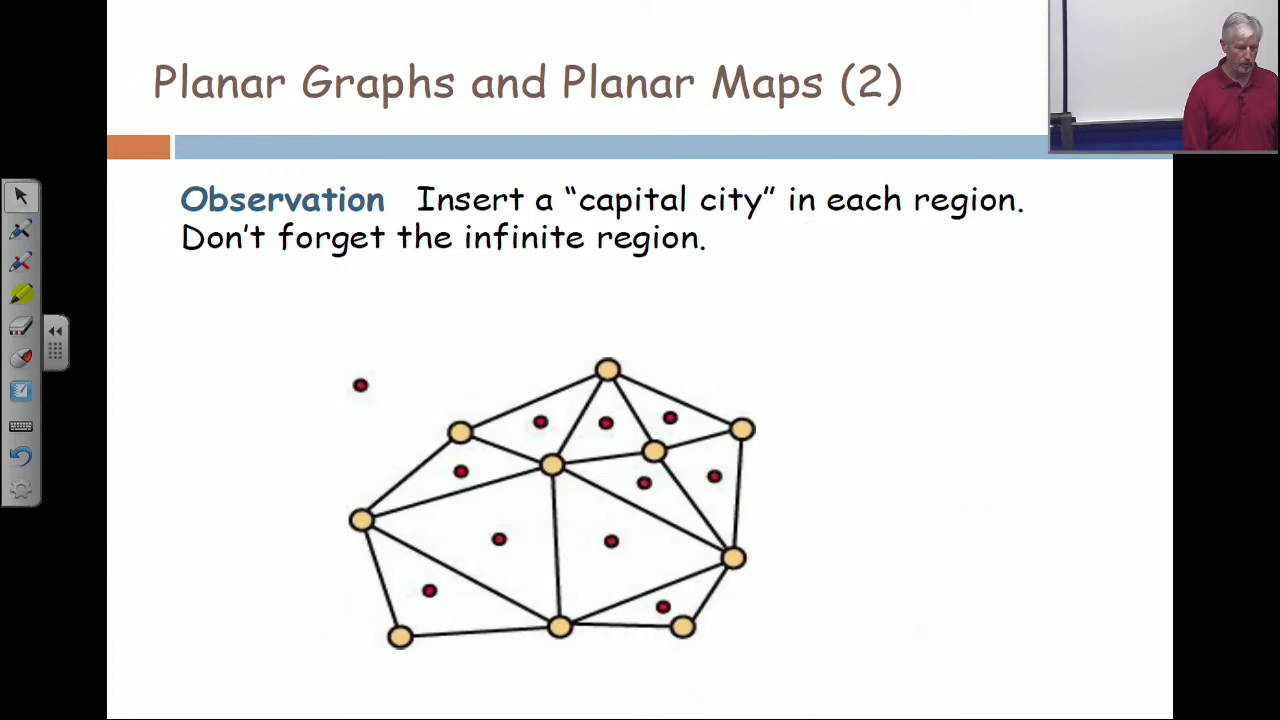 Planar Graphs and Planar Maps (2)
Observation Insert a “capital city” in each region.
Don’t forget the infinite region.